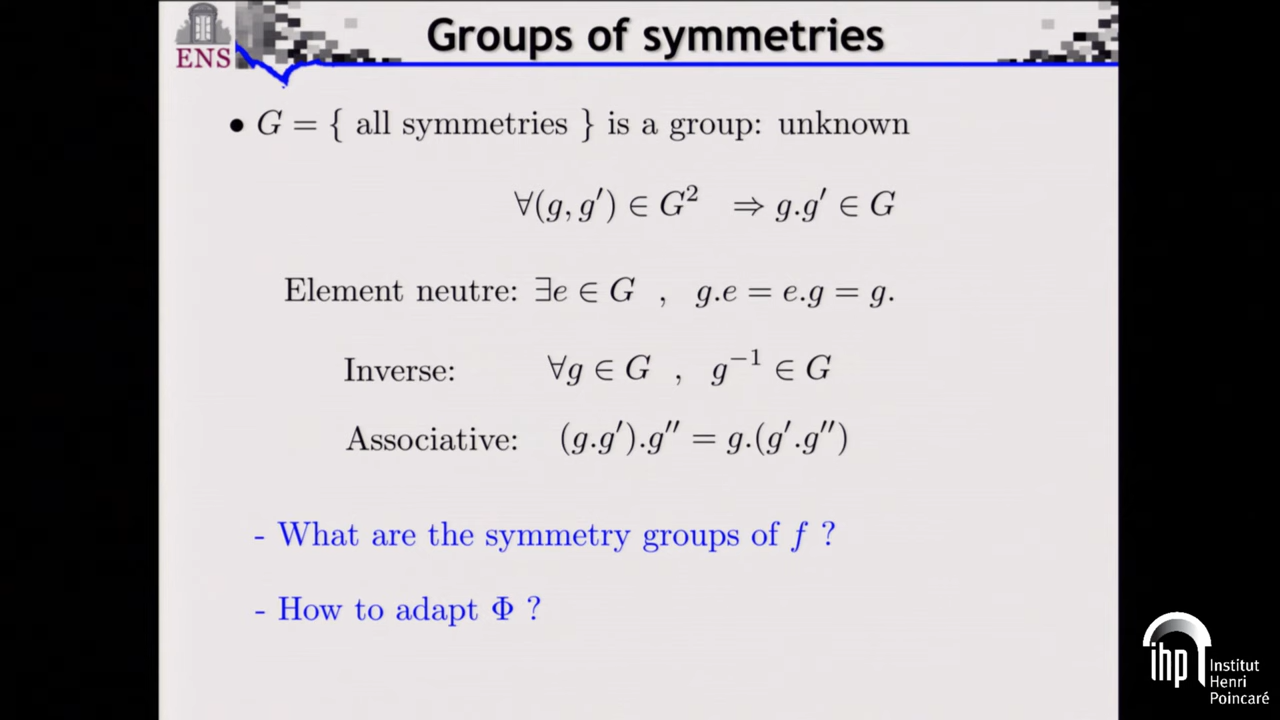 ENS
Groups of symmetries
• G = { all symmetries } is a group: unknown
∀(g, g′) ∈ G² ⇒ g.g′ ∈ G
Element neutre: ∃e ∈ G , g.e = e.g = g.
Inverse: ∀g ∈ G , g⁻¹ ∈ G
Associative: (g.g′).g″ = g.(g′.g″)
- What are the symmetry groups of f ?
- How to adapt Φ ?
ihp
Institut
Henri
Poincaré